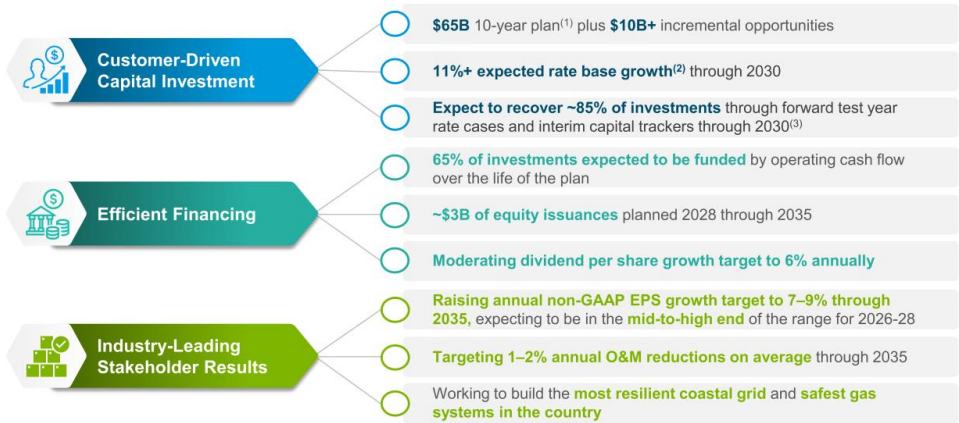 Customer-Driven
Capital Investment
$65B 10-year plan(1) plus $10B+ incremental opportunities
11%+ expected rate base growth(2) through 2030
Expect to recover ~85% of investments through forward test year
rate cases and interim capital trackers through 2030(3)
Efficient Financing
65% of investments expected to be funded by operating cash flow
over the life of the plan
~$3B of equity issuances planned 2028 through 2035
Moderating dividend per share growth target to 6% annually
Industry-Leading
Stakeholder Results
Raising annual non-GAAP EPS growth target to 7–9% through
2035, expecting to be in the mid-to-high end of the range for 2026-28
Targeting 1–2% annual O&M reductions on average through 2035
Working to build the most resilient coastal grid and safest gas
systems in the country